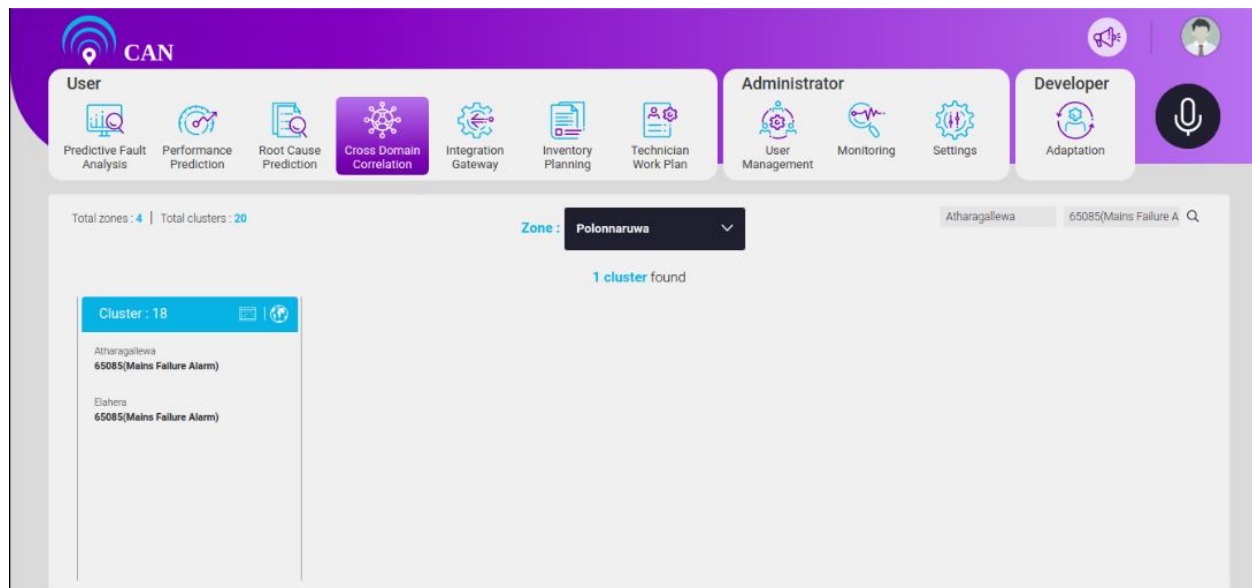 CAN
User
Administrator
Developer
Predictive Fault Analysis
Performance Prediction
Root Cause Prediction
Cross Domain Correlation
Integration Gateway
Inventory Planning
Technician Work Plan
User Management
Monitoring
Settings
Adaptation
Total zones : 4 | Total clusters : 20
Zone : Polonnaruwa
Atharagallewa
65085(Mains Failure A
1 cluster found
Cluster : 18
Atharagallewa
65085(Mains Failure Alarm)
Elahera
65085(Mains Failure Alarm)